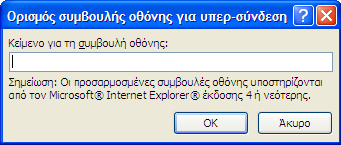 Ορισμός συμβουλής οθόνης για υπερ-σύνδεση
Κείμενο για τη συμβουλή οθόνης:
Σημείωση: Οι προσαρμοσμένες συμβουλές οθόνης υποστηρίζονται
από τον Microsoft® Internet Explorer® έκδοσης 4 ή νεότερης.
OK
Άκυρο